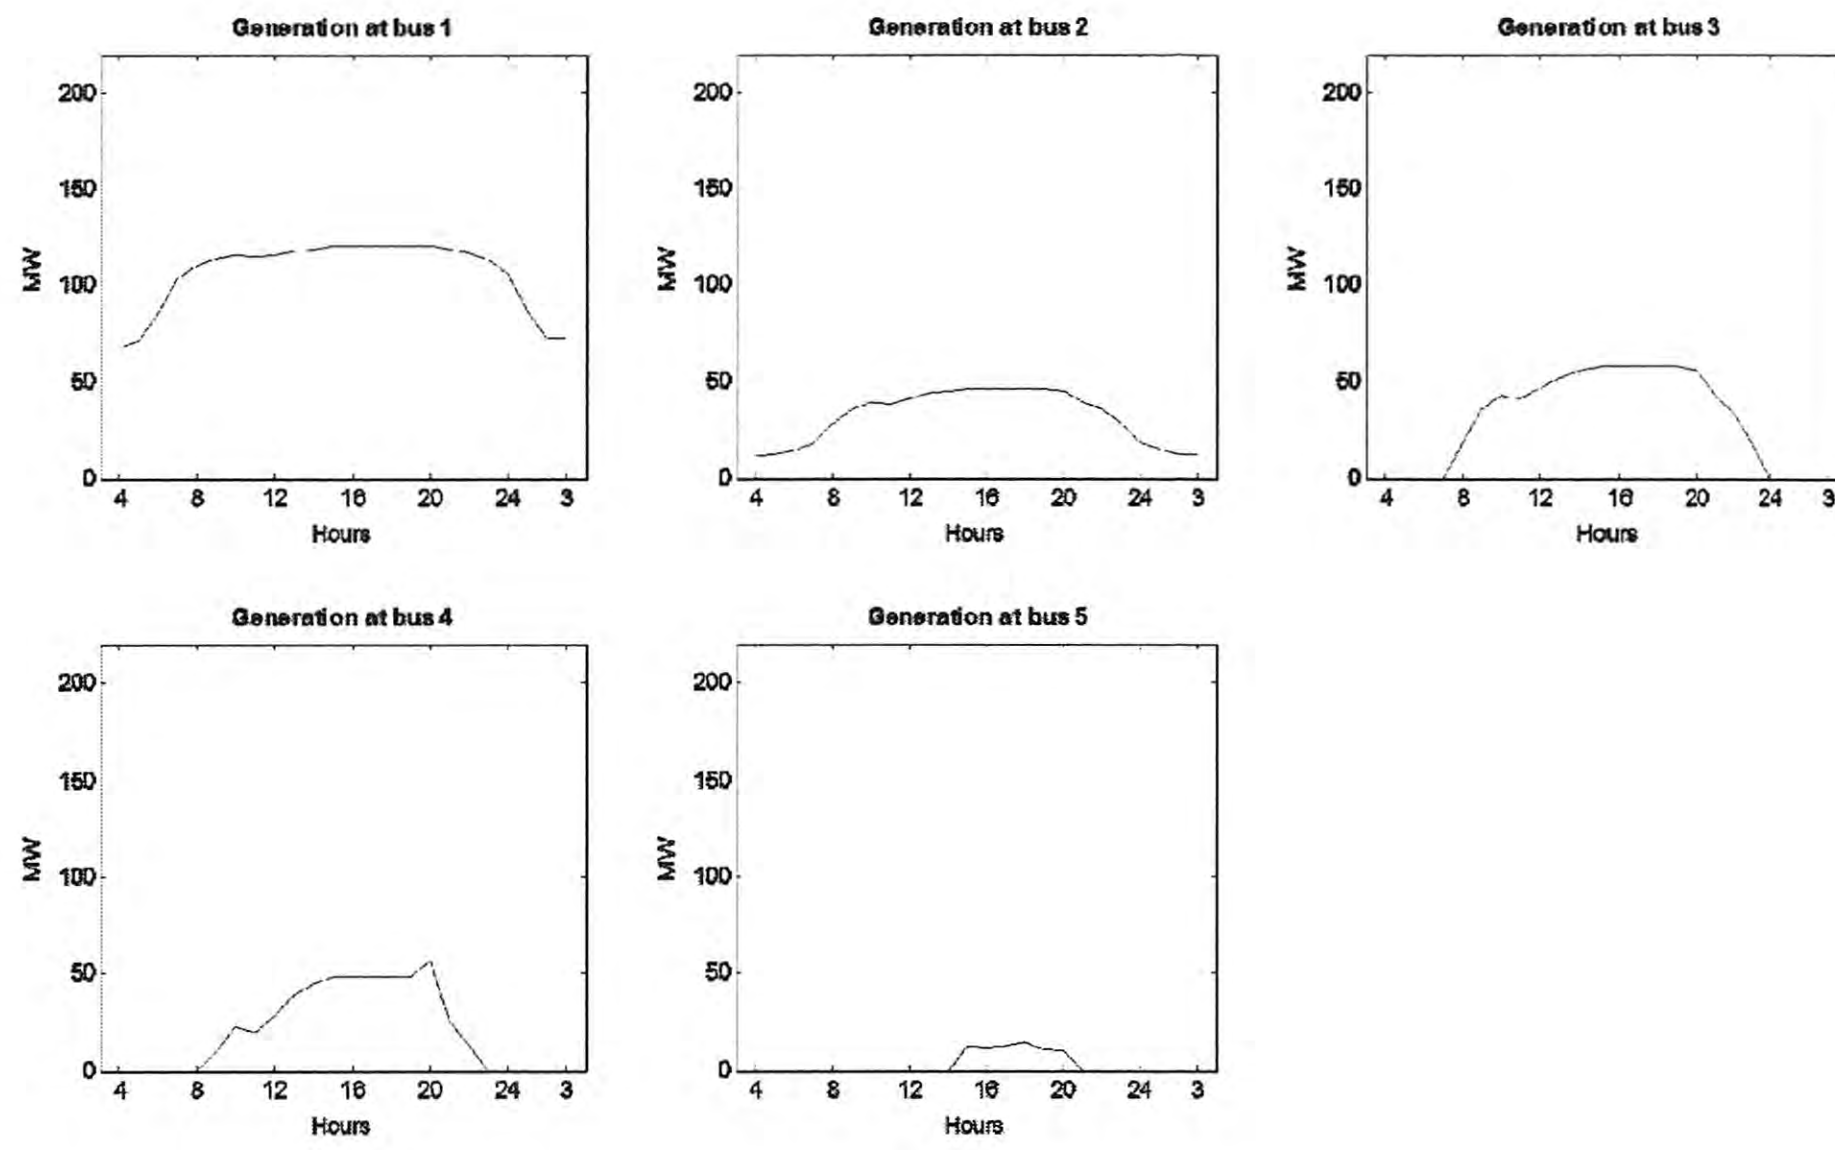 Generation at bus 1
200
150
100
50
0
MW
4 8 12 16 20 24 3
Hours
Generation at bus 2
200
150
100
50
0
MW
4 8 12 16 20 24 3
Hours
Generation at bus 3
200
150
100
50
0
MW
4 8 12 16 20 24 3
Hours
Generation at bus 4
200
150
100
50
0
MW
4 8 12 16 20 24 3
Hours
Generation at bus 5
200
150
100
50
0
MW
4 8 12 16 20 24 3
Hours